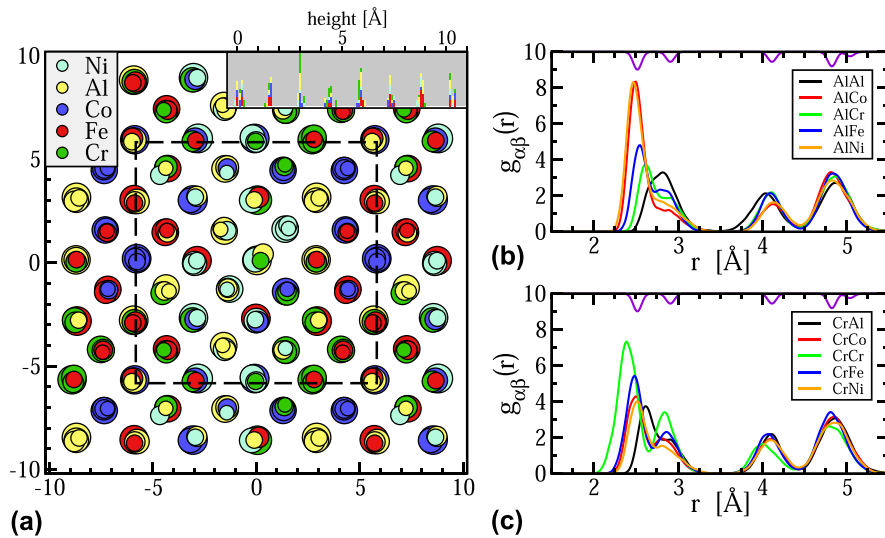 height [Å]
0 5 10
10
5
0
-5
-10
Ni
Al
Co
Fe
Cr
-10 -5 0 5 10
(a)
10
8
6
4
2
0
gαβ(r)
AlAl
AlCo
AlCr
AlFe
AlNi
2 3 4 5
r [Å]
(b)
10
8
6
4
2
0
gαβ(r)
CrAl
CrCo
CrCr
CrFe
CrNi
2 3 4 5
r [Å]
(c)